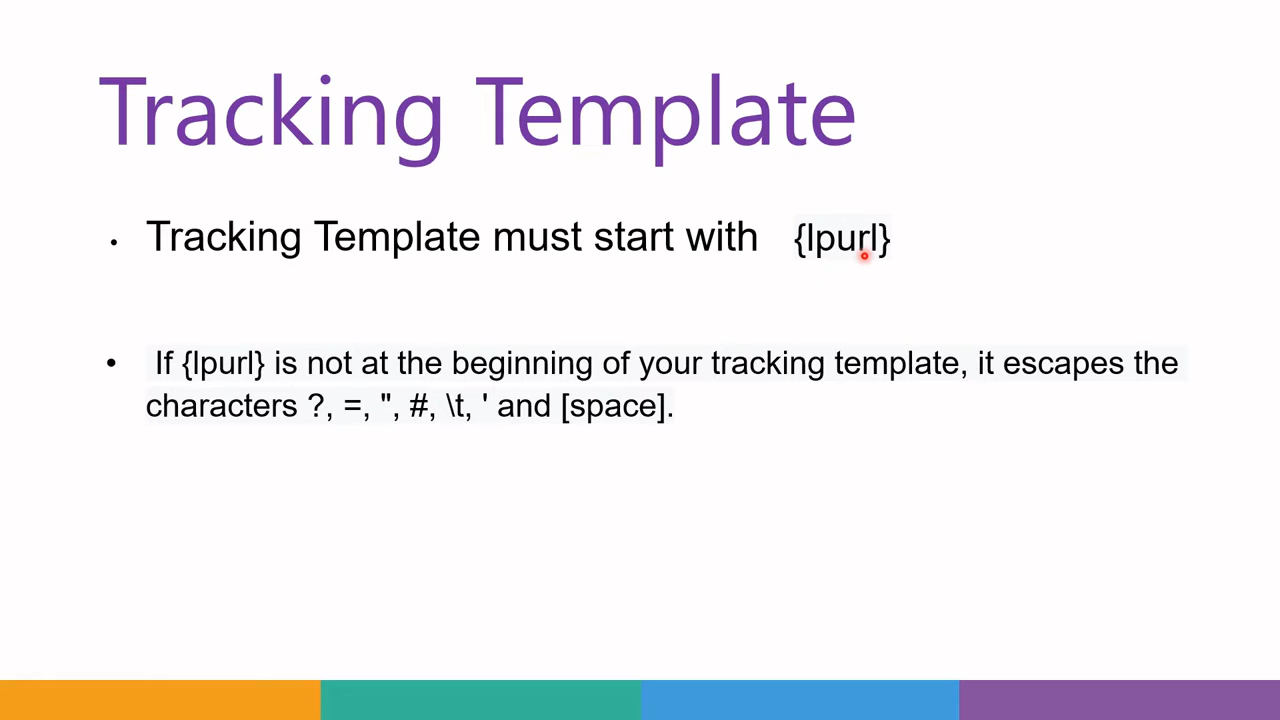 Tracking Template
• Tracking Template must start with {lpurl}
• If {lpurl} is not at the beginning of your tracking template, it escapes the
characters ?, =, ", #, \t, ' and [space].